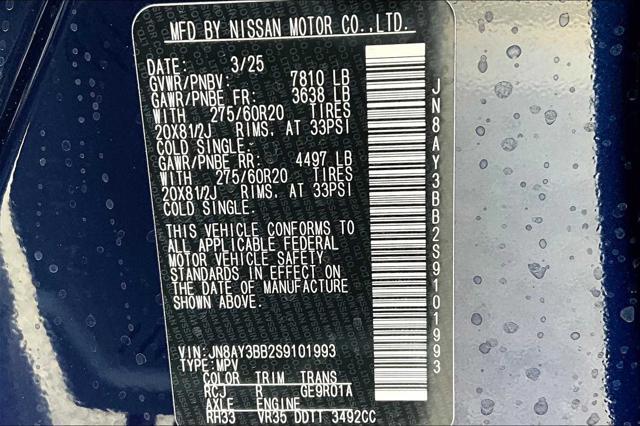 MFD BY NISSAN MOTOR CO.,LTD.
DATE: 3/25
GVWR/PNBV: 7810 LB
GAWR/PNBE FR: 3638 LB
WITH 275/60R20 TIRES
20X81/2J RIMS. AT 33PSI
COLD SINGLE.
GAWR/PNBE RR: 4497 LB
WITH 275/60R20 TIRES
20X81/2J RIMS. AT 33PSI
COLD SINGLE.
THIS VEHICLE CONFORMS TO
ALL APPLICABLE FEDERAL
MOTOR VEHICLE SAFETY
STANDARDS IN EFFECT ON
THE DATE OF MANUFACTURE
SHOWN ABOVE.
VIN:JN8AY3BB2S9101993
TYPE:MPV
COLOR TRIM TRANS
RCJ R GE9R01A
AXLE ENGINE
RH33 VR35 DDTT 3492CC
JN8AY3BB2S9101993